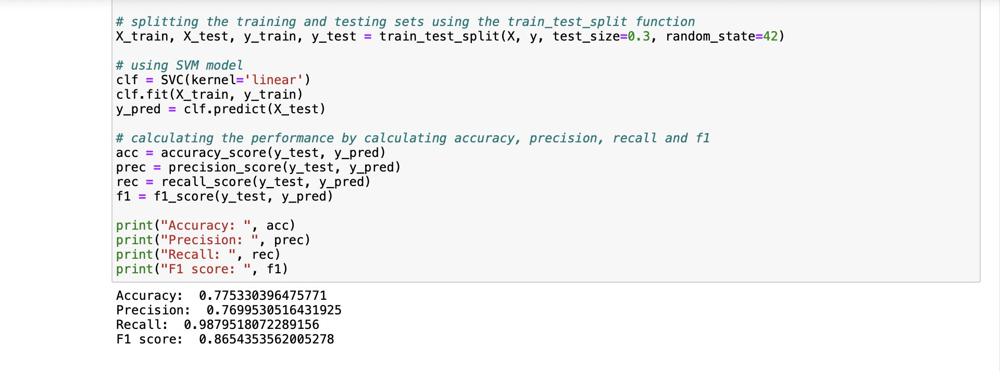 # splitting the training and testing sets using the train_test_split function
X_train, X_test, y_train, y_test = train_test_split(X, y, test_size=0.3, random_state=42)
# using SVM model
clf = SVC(kernel='linear')
clf.fit(X_train, y_train)
y_pred = clf.predict(X_test)
# calculating the performance by calculating accuracy, precision, recall and f1
acc = accuracy_score(y_test, y_pred)
prec = precision_score(y_test, y_pred)
rec = recall_score(y_test, y_pred)
f1 = f1_score(y_test, y_pred)
print("Accuracy: ", acc)
print("Precision: ", prec)
print("Recall: ", rec)
print("F1 score: ", f1)
Accuracy:  0.775330396475771
Precision:  0.7699530516431925
Recall:  0.9879518072289156
F1 score:  0.8654353562005278